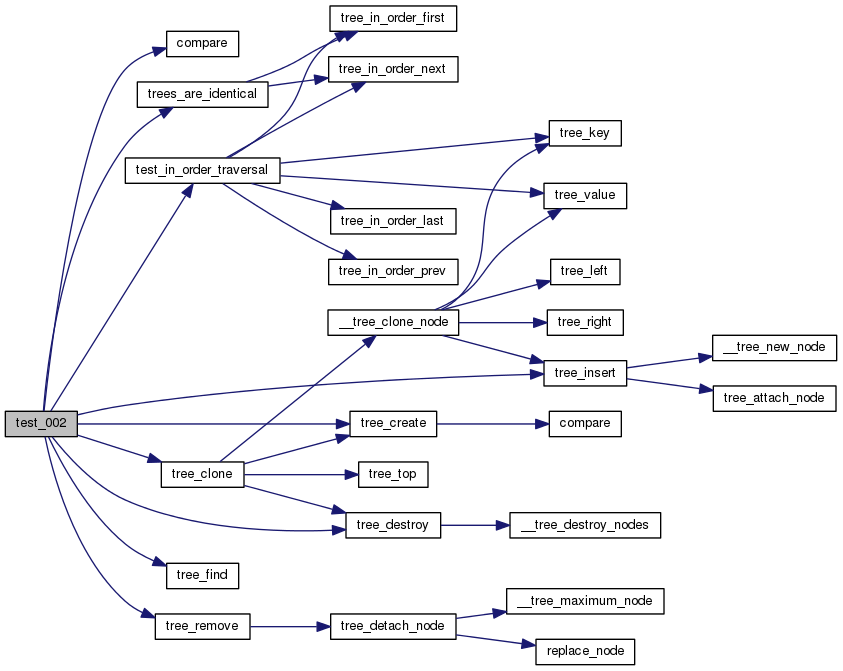 tree_in_order_first
compare
tree_in_order_next
trees_are_identical
tree_key
test_in_order_traversal
tree_value
tree_in_order_last
tree_in_order_prev
tree_left
__tree_clone_node
tree_right
__tree_new_node
tree_insert
tree_attach_node
test_002
tree_create
compare
tree_clone
tree_top
tree_destroy
__tree_destroy_nodes
tree_find
__tree_maximum_node
tree_remove
tree_detach_node
replace_node